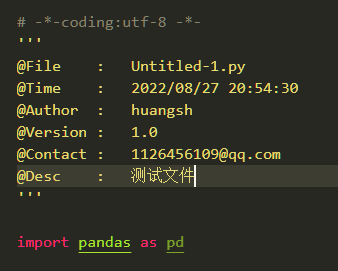 # -*-coding:utf-8 -*-
'''
@File    :   Untitled-1.py
@Time    :   2022/08/27 20:54:30
@Author  :   huangsh
@Version :   1.0
@Contact :   1126456109@qq.com
@Desc    :   测试文件
'''
import pandas as pd